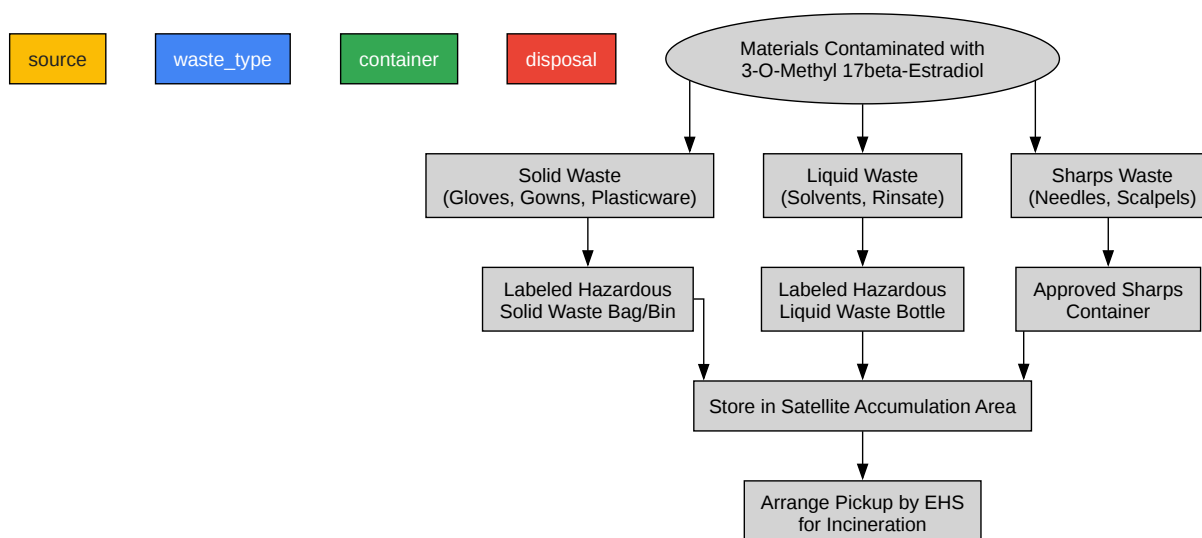 source
waste_type
container
disposal
Materials Contaminated with
3-O-Methyl 17beta-Estradiol
Solid Waste
(Gloves, Gowns, Plasticware)
Liquid Waste
(Solvents, Rinsate)
Sharps Waste
(Needles, Scalpels)
Labeled Hazardous
Solid Waste Bag/Bin
Labeled Hazardous
Liquid Waste Bottle
Approved Sharps
Container
Store in Satellite Accumulation Area
Arrange Pickup by EHS
for Incineration